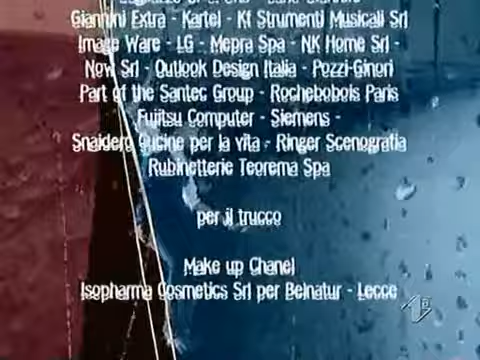 Giannini Extra - Kartel - Kf Strumenti Musicali Srl
Image Ware - LG - Mepra Spa - NK Home Srl -
Now Srl - Outlook Design Italia - Pozzi-Ginori
Part of the Santec Group - Rochebobois Paris
Fujitsu Computer - Siemens -
Snaidero Cucine per la vita - Ringer Scenografia
Rubinetterie Teorema Spa
per il trucco
Make up Chanel
Isopharma Cosmetics Srl per Belnatur - Lecce